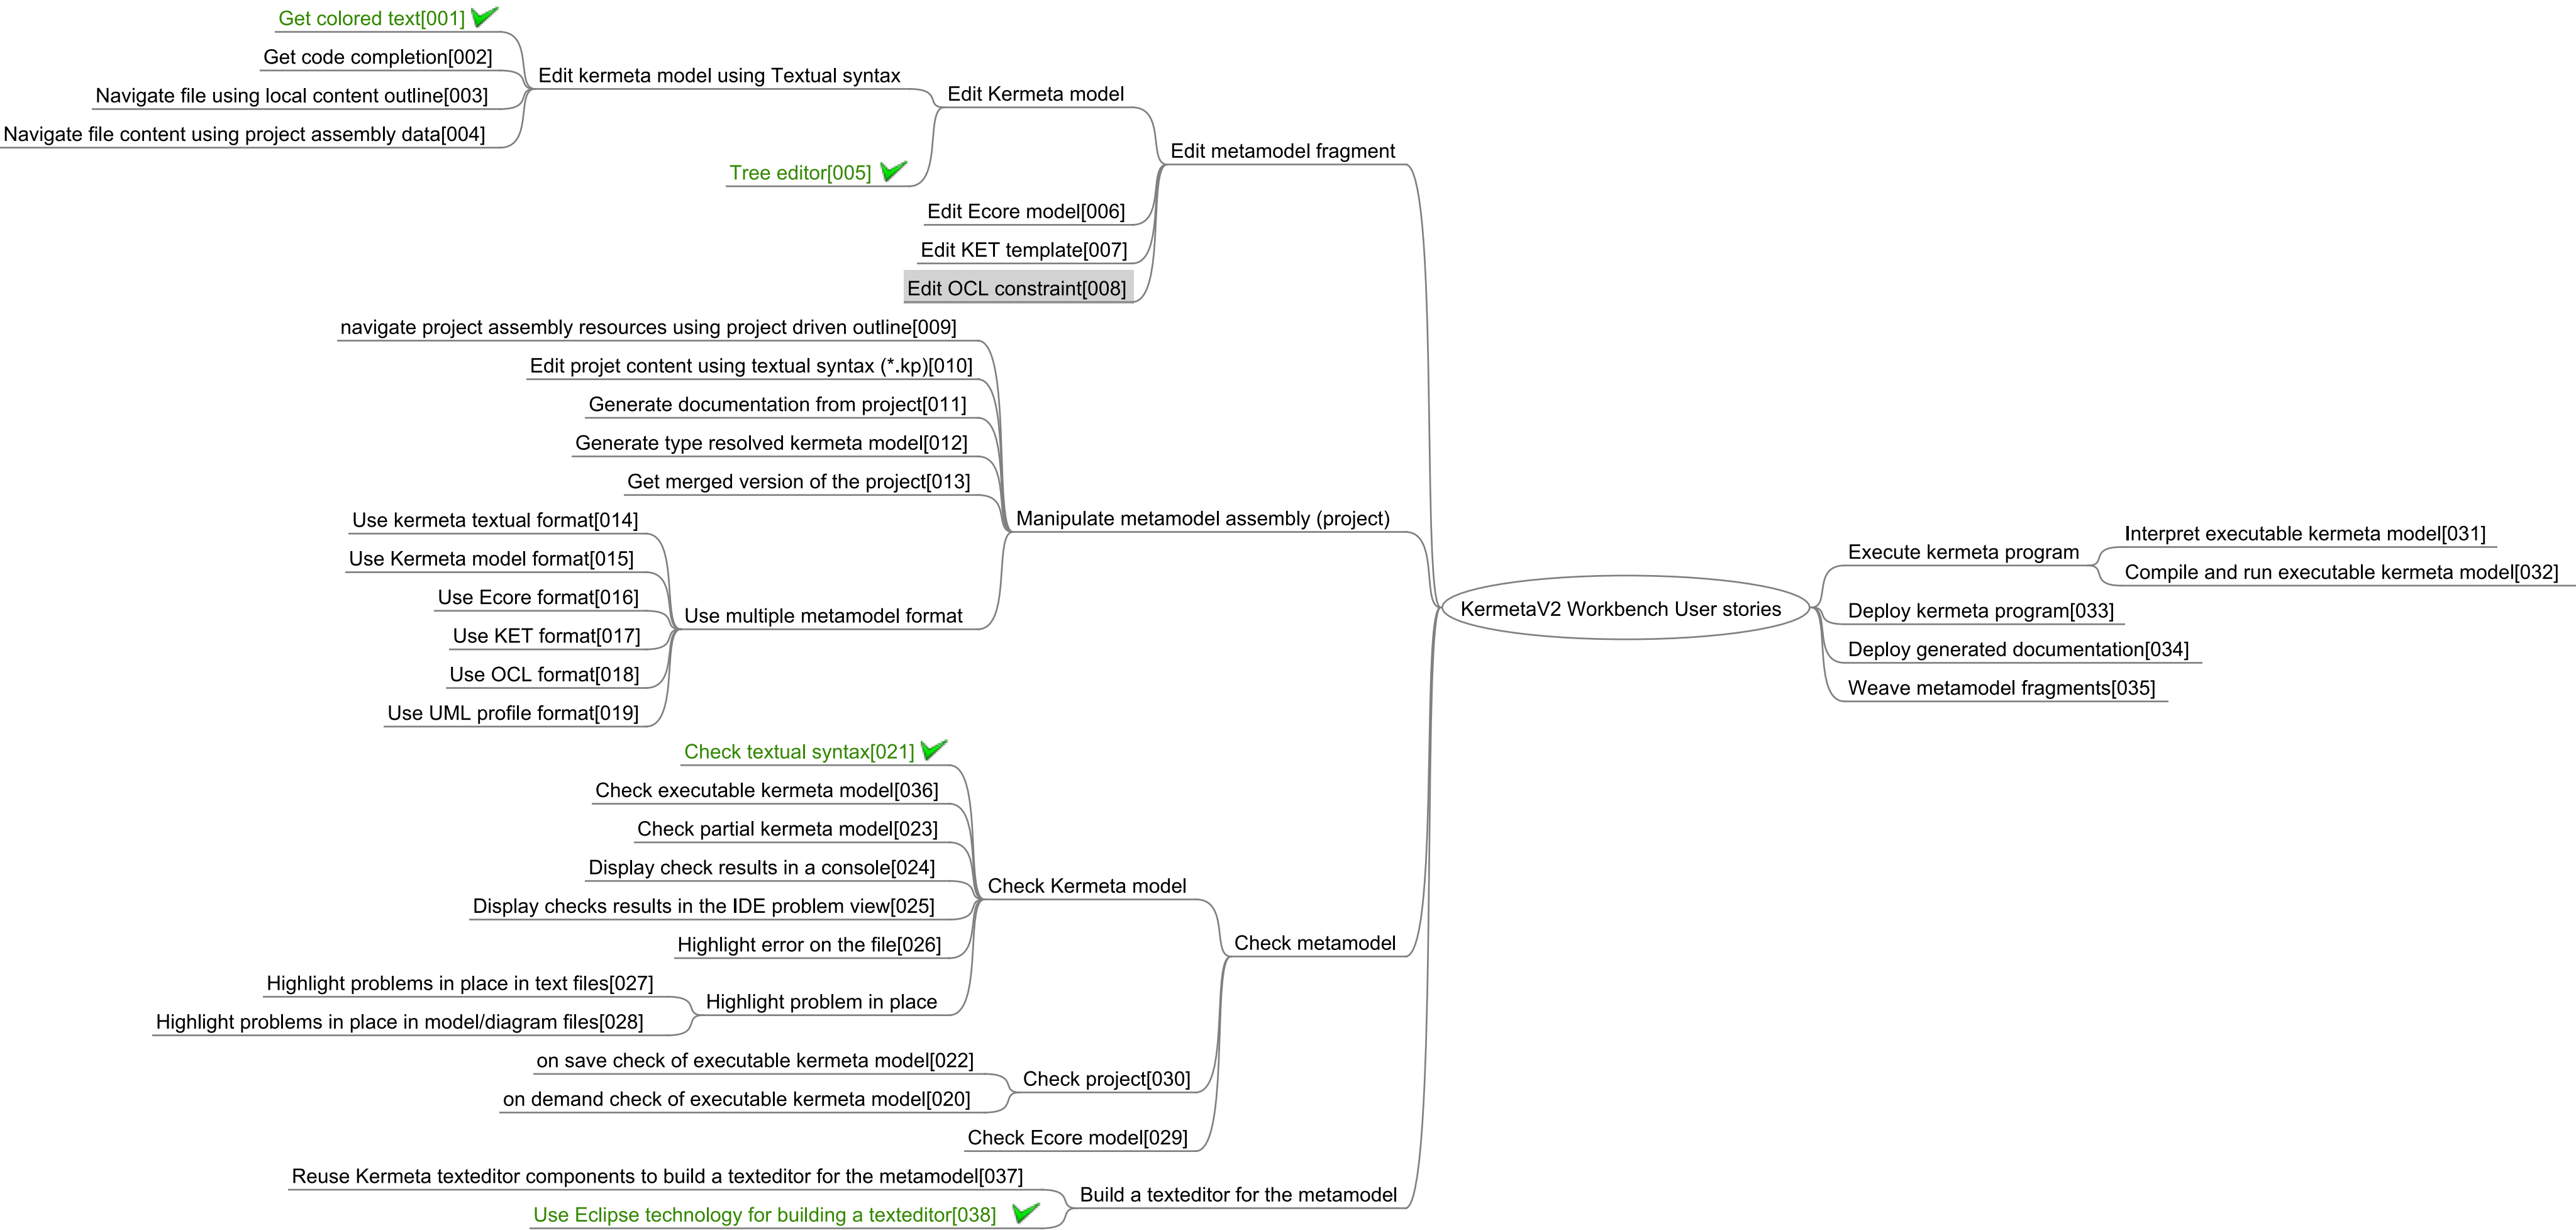 Get colored text[001]
Get code completion[002]
Navigate file using local content outline[003]
Navigate file content using project assembly data[004]
Edit kermeta model using Textual syntax
Tree editor[005]
Edit Kermeta model
Edit Ecore model[006]
Edit KET template[007]
Edit OCL constraint[008]
Edit metamodel fragment
navigate project assembly resources using project driven outline[009]
Edit projet content using textual syntax (*.kp)[010]
Generate documentation from project[011]
Generate type resolved kermeta model[012]
Get merged version of the project[013]
Use kermeta textual format[014]
Use Kermeta model format[015]
Use Ecore format[016]
Use KET format[017]
Use OCL format[018]
Use UML profile format[019]
Use multiple metamodel format
Manipulate metamodel assembly (project)
Check textual syntax[021]
Check executable kermeta model[036]
Check partial kermeta model[023]
Display check results in a console[024]
Display checks results in the IDE problem view[025]
Highlight error on the file[026]
Highlight problems in place in text files[027]
Highlight problems in place in model/diagram files[028]
Highlight problem in place
Check Kermeta model
on save check of executable kermeta model[022]
on demand check of executable kermeta model[020]
Check project[030]
Check Ecore model[029]
Check metamodel
Reuse Kermeta texteditor components to build a texteditor for the metamodel[037]
Use Eclipse technology for building a texteditor[038]
Build a texteditor for the metamodel
KermetaV2 Workbench User stories
Execute kermeta program
Interpret executable kermeta model[031]
Compile and run executable kermeta model[032]
Deploy kermeta program[033]
Deploy generated documentation[034]
Weave metamodel fragments[035]